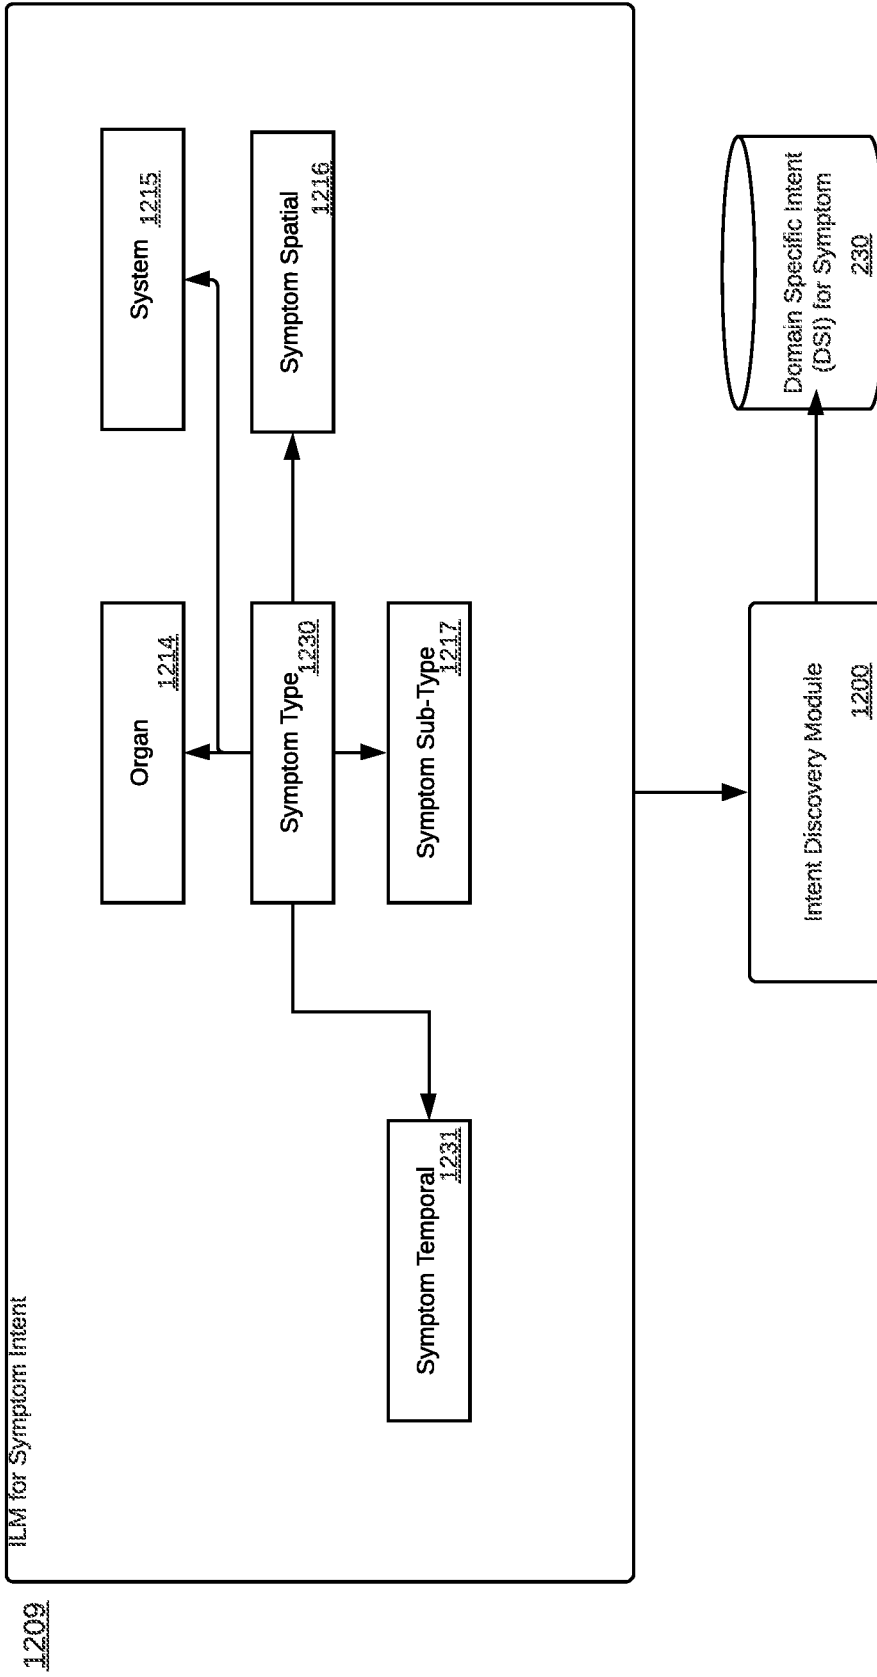 1209
ILM for Symptom Intent
Organ
1214
System 1215
Symptom Type
1230
Symptom Spatial
1216
Symptom Temporal
1231
Symptom Sub-Type
1217
Intent Discovery Module
1200
Domain Specific Intent
(DSI) for Symptom
230